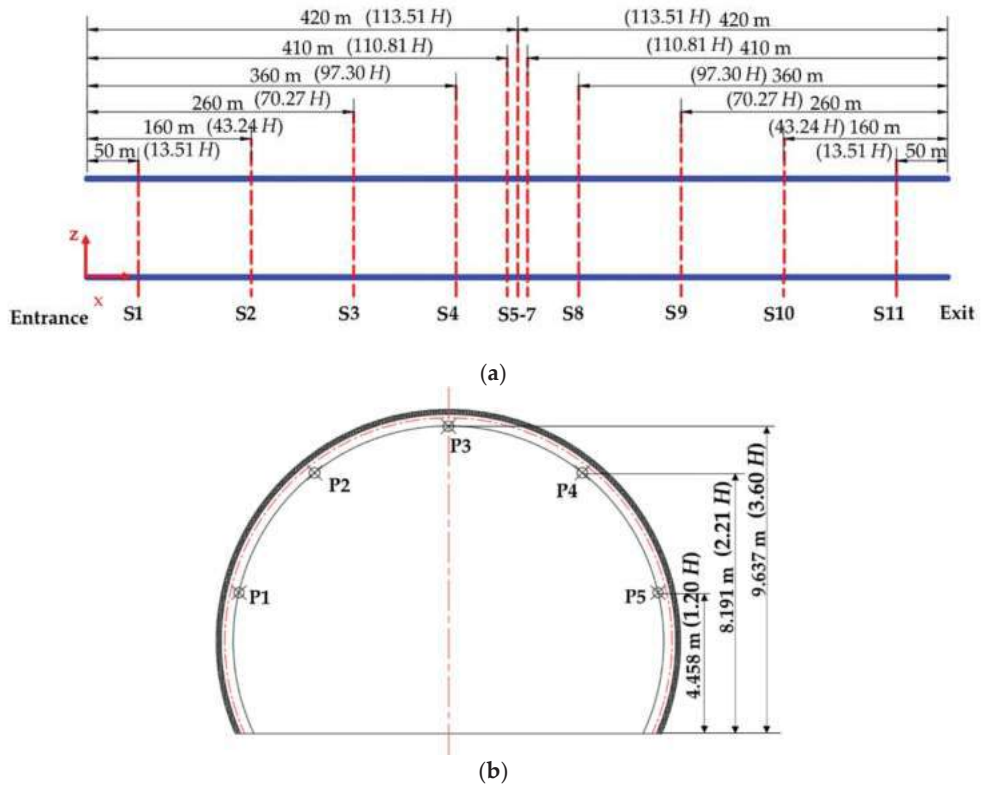 420 m (113.51 H) (113.51 H) 420 m
410 m (110.81 H) (110.81 H) 410 m
360 m (97.30 H) (97.30 H) 360 m
260 m (70.27 H) (70.27 H) 260 m
160 m (43.24 H) (43.24 H) 160 m
50 m (13.51 H) (13.51 H) 50 m
z
x
Entrance S1 S2 S3 S4 S5-7 S8 S9 S10 S11 Exit
(a)
P3
P2 P4
P1 P5
4.458 m (1.20 H)
8.191 m (2.21 H)
9.637 m (3.60 H)
(b)